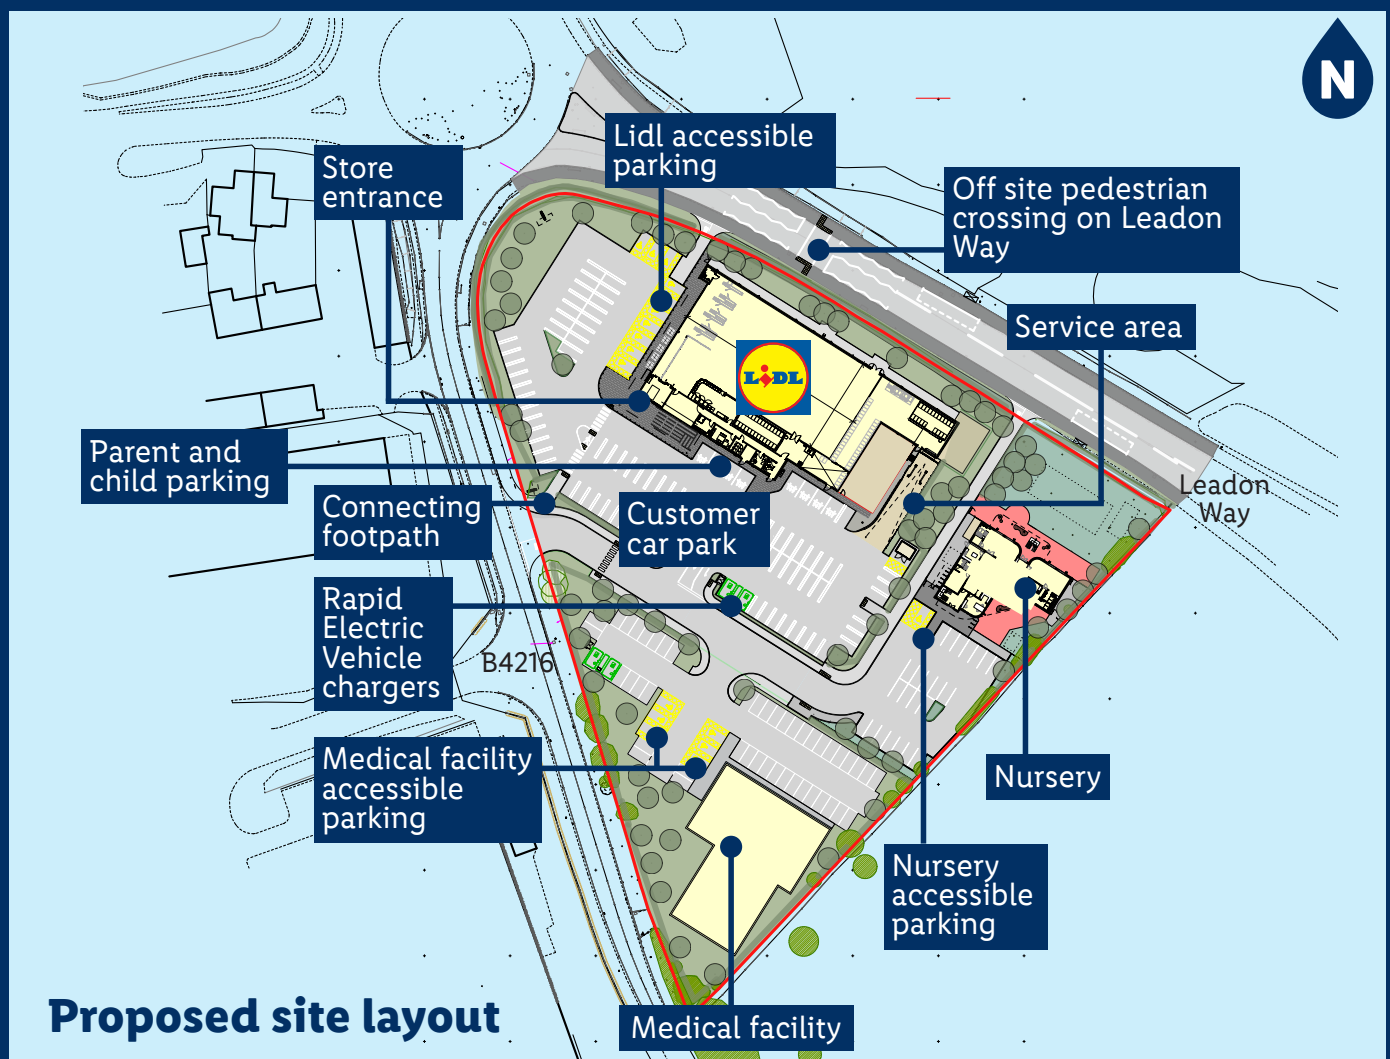 N
Lidl accessible
parking
Store
entrance
Off site pedestrian
crossing on Leadon
Way
Service area
LIDL
Parent and
child parking
Leadon
Way
Connecting
footpath
Customer
car park
Rapid
Electric
Vehicle
chargers
B4216
Medical facility
accessible
parking
Nursery
Nursery
accessible
parking
Proposed site layout
Medical facility